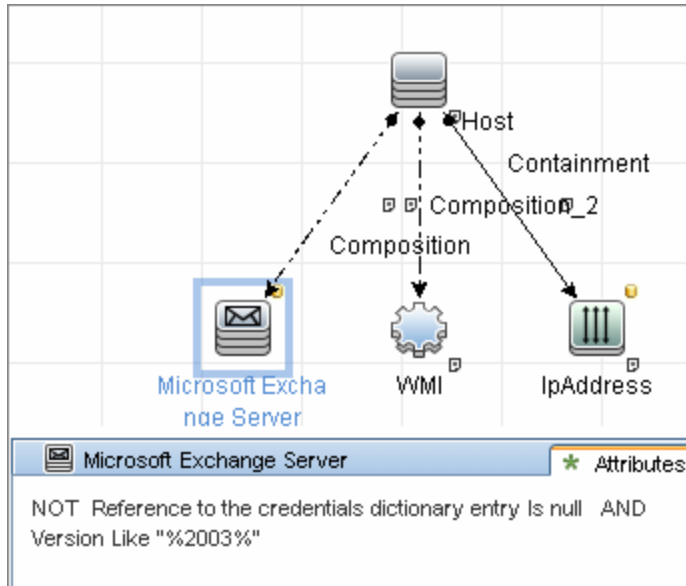 Host
Containment
Composition_2
Composition
Microsoft Excha
nge Server
WMI
IpAddress
Microsoft Exchange Server
* Attributes
NOT Reference to the credentials dictionary entry Is null AND
Version Like "%2003%"